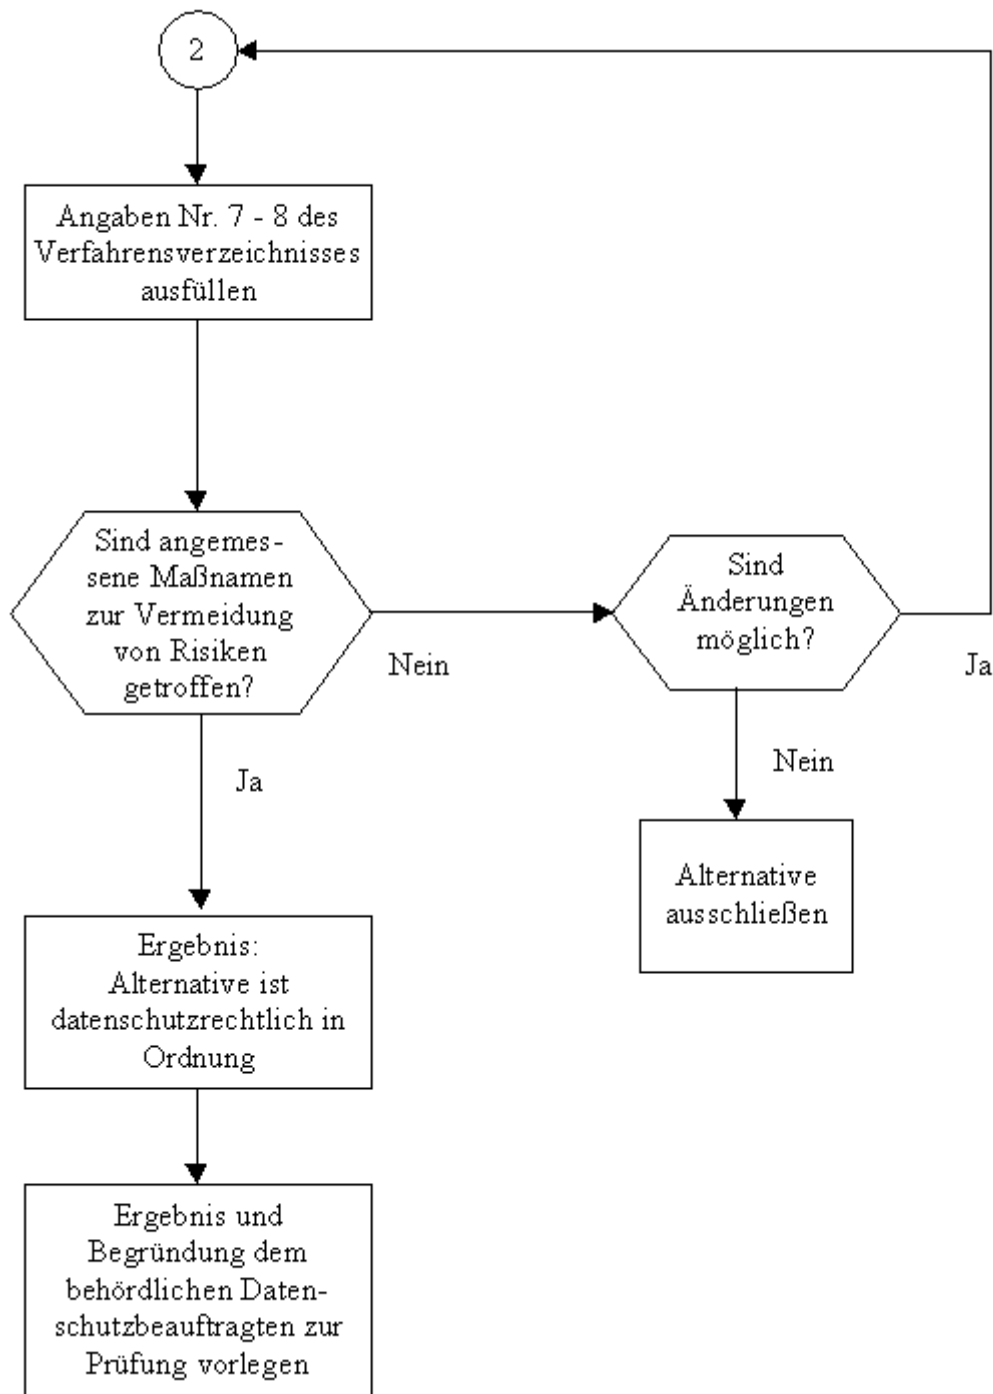 2
Angaben Nr. 7 - 8 des
Verfahrensverzeichnisses
ausfüllen
Sind angemes-
sene Maßnamen
zur Vermeidung
von Risiken
getroffen?
Nein
Sind
Änderungen
möglich?
Ja
Ja
Nein
Alternative
ausschließen
Ergebnis:
Alternative ist
datenschutzrechtlich in
Ordnung
Ergebnis und
Begründung dem
behördlichen Daten-
schutzbeauftragten zur
Prüfung vorlegen